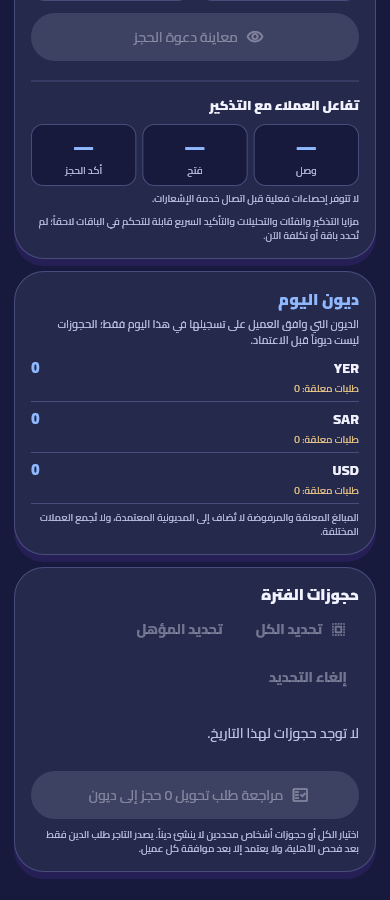 معاينة دعوة الحجز
تفاعل العملاء مع التذكير
— — —
وصل فتح أكد الحجز
لا تتوفر إحصاءات فعلية قبل اتصال خدمة الإشعارات.
مزايا التذكير والفئات والتحليلات والتأكيد السريع قابلة للتحكم في الباقات لاحقاً؛ لم
تُحدد باقة أو تكلفة الآن.
ديون اليوم
الديون التي وافق العميل على تسجيلها في هذا اليوم فقط؛ الحجوزات
ليست ديوناً قبل الاعتماد.
YER 0
طلبات معلقة: 0
SAR 0
طلبات معلقة: 0
USD 0
طلبات معلقة: 0
المبالغ المعلقة والمرفوضة لا تُضاف إلى المديونية المعتمدة، ولا تُجمع العملات
المختلفة.
حجوزات الفترة
تحديد الكل تحديد المؤهل
إلغاء التحديد
لا توجد حجوزات لهذا التاريخ.
مراجعة طلب تحويل 0 حجز إلى ديون
اختيار الكل أو حجوزات أشخاص محددين لا ينشئ ديناً. يصدر التاجر طلب الدين فقط
بعد فحص الأهلية، ولا يعتمد إلا بعد موافقة كل عميل.